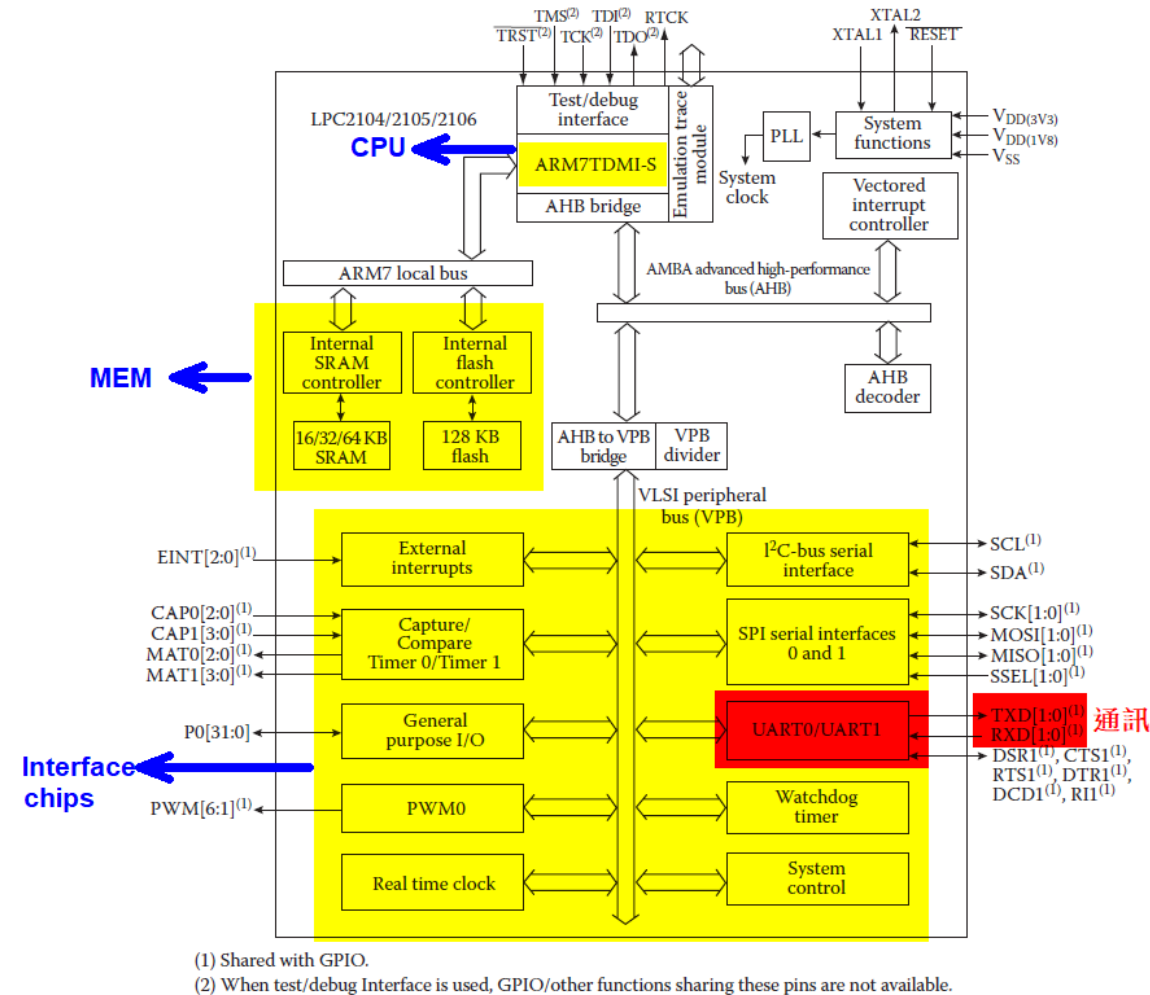 TMS(2) TDI(2) RTCK
TRST(2) TCK(2) TDO(2)
XTAL2
XTAL1 RESET
LPC2104/2105/2106
CPU
Test/debug
interface
ARM7TDMI-S
AHB bridge
Emulation trace
module
PLL
System
clock
System
functions
VDD(3V3)
VDD(1V8)
VSS
Vectored
interrupt
controller
ARM7 local bus
AMBA advanced high-performance
bus (AHB)
MEM
Internal
SRAM
controller
Internal
flash
controller
16/32/64 KB
SRAM
128 KB
flash
AHB
decoder
AHB to VPB
bridge
VPB
divider
VLSI peripheral
bus (VPB)
EINT[2:0](1)
External
interrupts
I2C-bus serial
interface
SCL(1)
SDA(1)
CAP0[2:0](1)
CAP1[3:0](1)
MAT0[2:0](1)
MAT1[3:0](1)
Capture/
Compare
Timer 0/Timer 1
SPI serial interfaces
0 and 1
SCK[1:0](1)
MOSI[1:0](1)
MISO[1:0](1)
SSEL[1:0](1)
P0[31:0]
General
purpose I/O
UART0/UART1
TXD[1:0](1)
RXD[1:0](1)
通訊
DSR1(1), CTS1(1),
RTS1(1), DTR1(1),
DCD1(1), RI1(1)
Interface
chips
PWM[6:1](1)
PWM0
Watchdog
timer
Real time clock
System
control
(1) Shared with GPIO.
(2) When test/debug Interface is used, GPIO/other functions sharing these pins are not available.